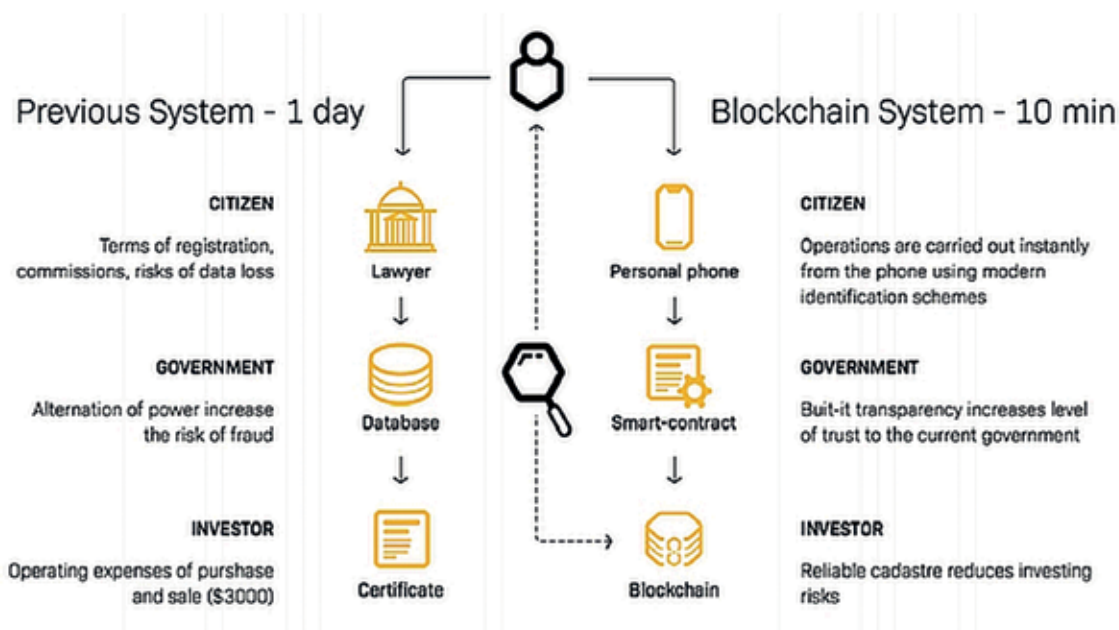 Previous System - 1 day
CITIZEN
Terms of registration,
commissions, risks of data loss
Lawyer
GOVERNMENT
Alternation of power increase
the risk of fraud
Database
INVESTOR
Operating expenses of purshase
and sale ($3000)
Certificate
Blockchain System - 10 min
Personal phone
CITIZEN
Operations are carried out instantly
from the phone using modern
identification schemes
Smart-contract
GOVERNMENT
Buit-it transparency increases level
of trust to the current government
Blockchain
INVESTOR
Reliable cadastre reduces investing
risks